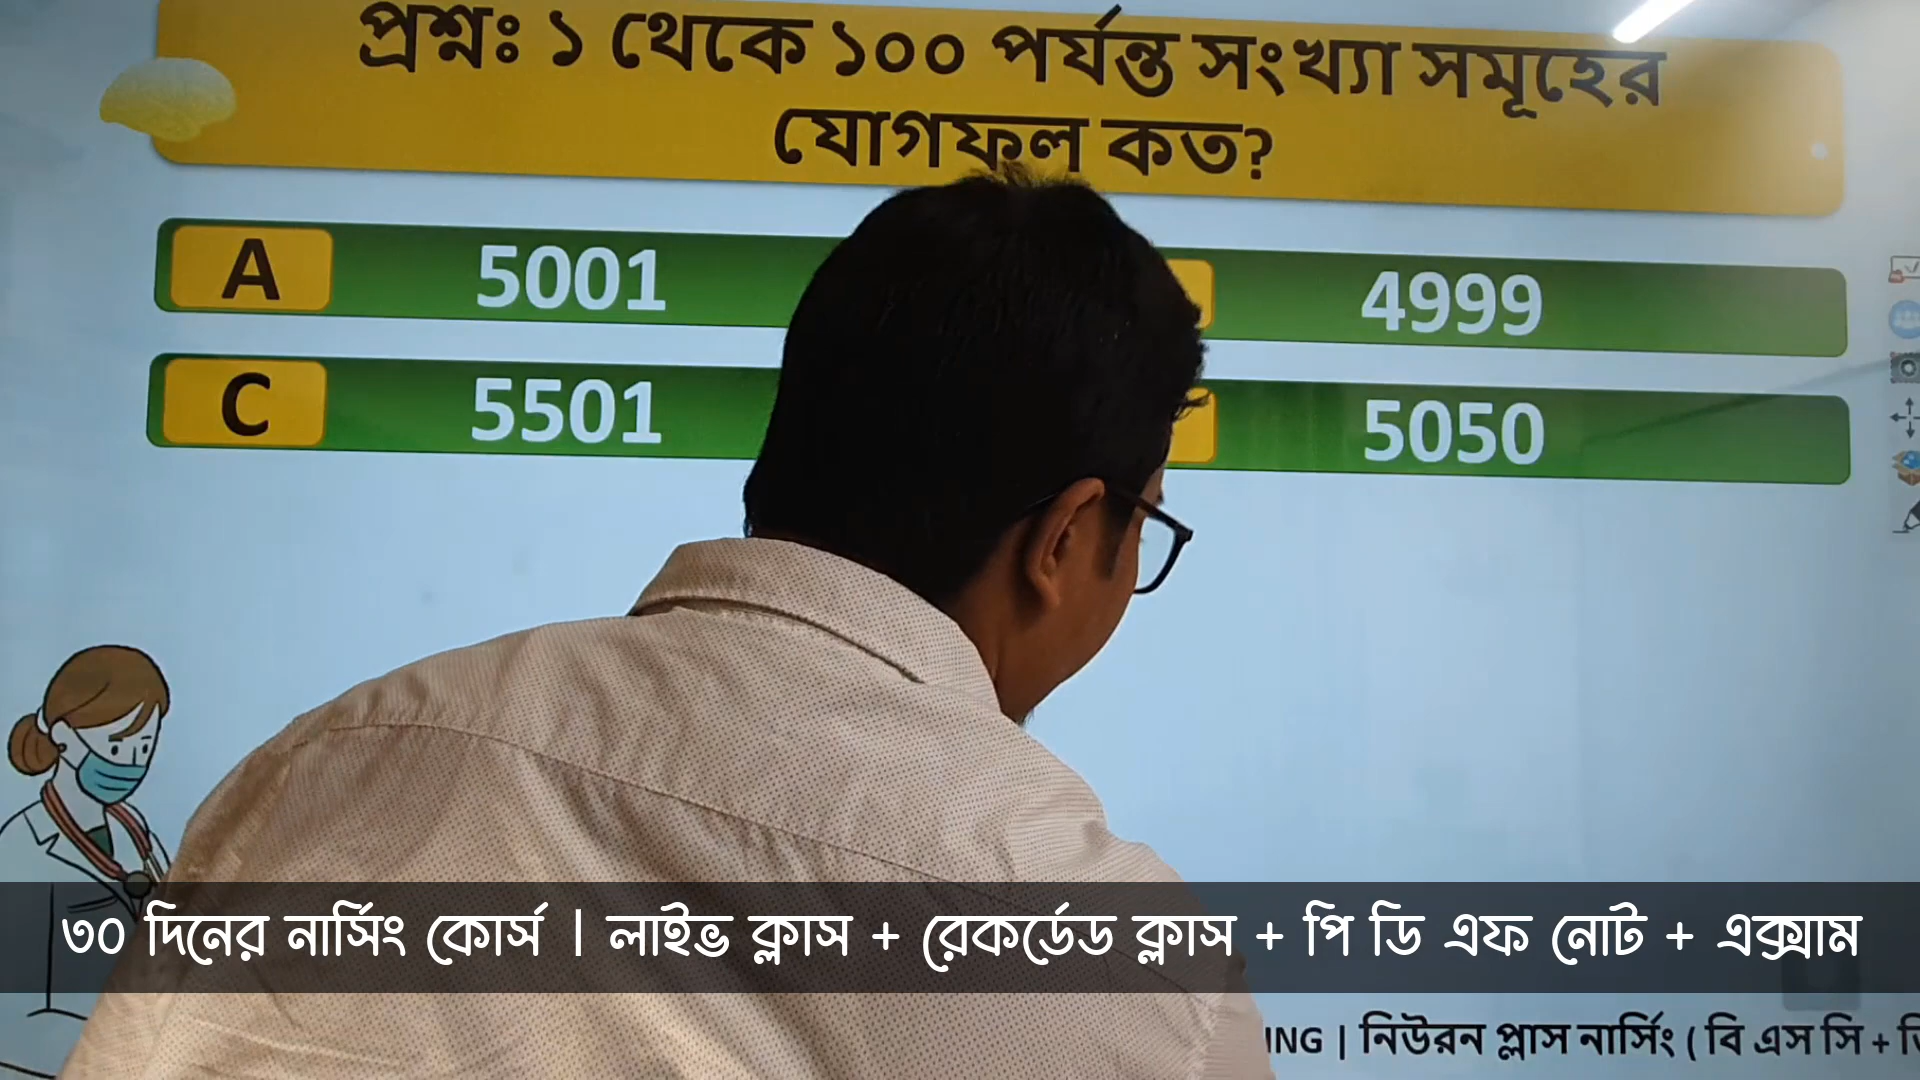 প্রশ্নঃ ১ থেকে ১০০ পর্যন্ত সংখ্যা সমূহের
যোগফল কত?
A 5001
4999
C 5501
5050
৩০ দিনের নার্সিং কোর্স | লাইভ ক্লাস + রেকর্ডেড ক্লাস + পি ডি এফ নোট + এক্সাম
ING | নিউরন প্লাস নার্সিং ( বি এস সি +